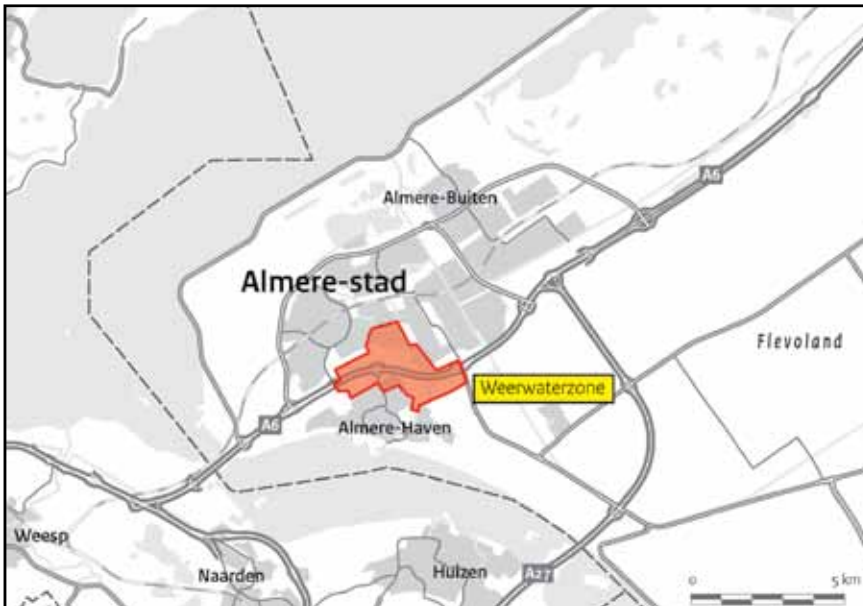 A6
Almere-Buiten
Almere-stad
Flevoland
Weerwaterzone
A6
Almere-Haven
Weesp
Naarden
Huizen
A27
0 5 km